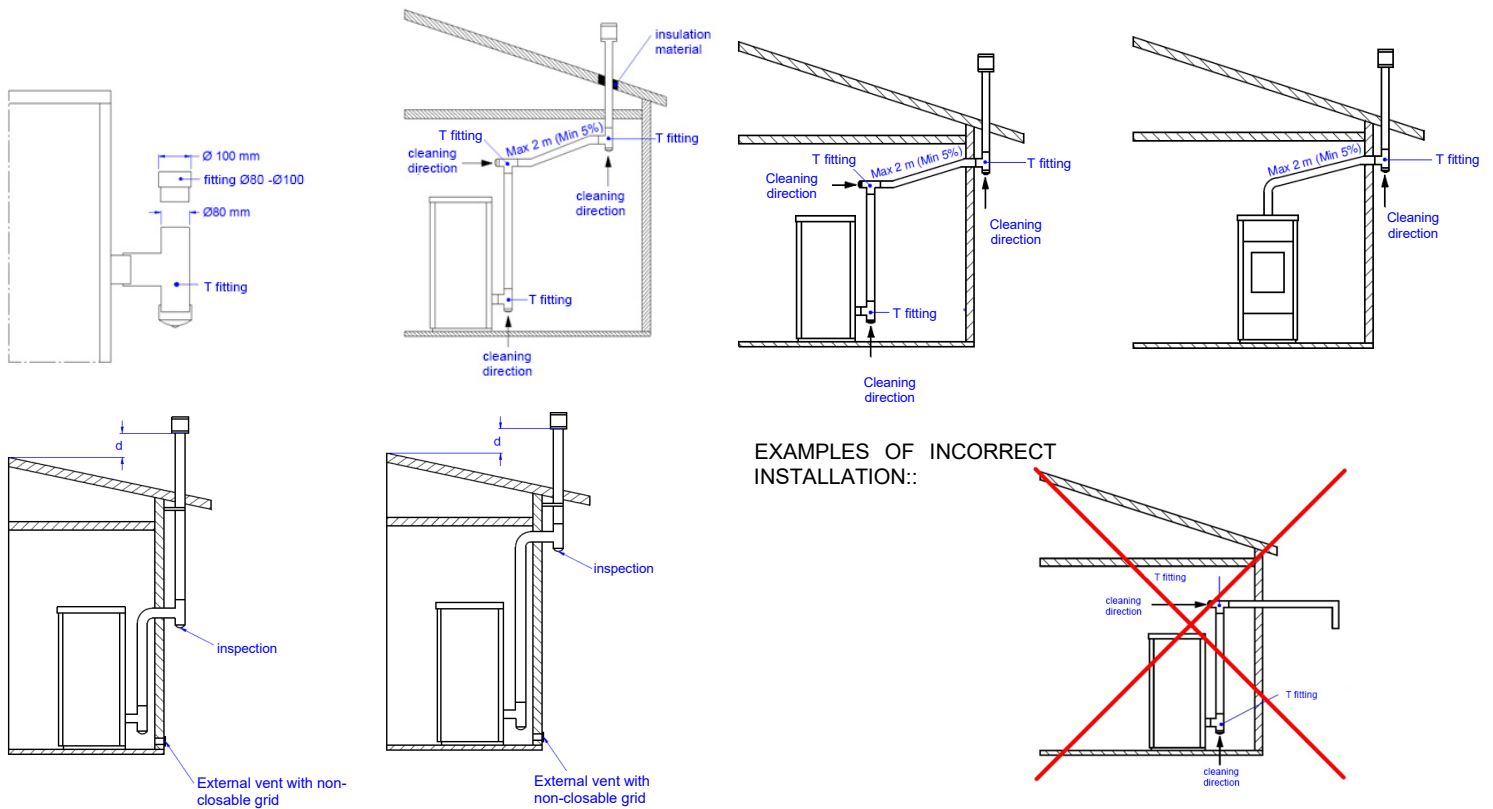 Ø 100 mm
fitting Ø80 -Ø100
Ø80 mm
T fitting
insulation
material
T fitting
Max 2 m (Min 5%)
T fitting
cleaning
direction
cleaning
direction
T fitting
cleaning
direction
T fitting
Max 2 m (Min 5%)
T fitting
Cleaning
direction
Cleaning
direction
T fitting
Cleaning
direction
Max 2 m (Min 5%)
T fitting
Cleaning
direction
d
inspection
External vent with non-
closable grid
d
inspection
External vent with
non-closable grid
EXAMPLES OF INCORRECT
INSTALLATION::
T fitting
cleaning
direction
T fitting
cleaning
direction